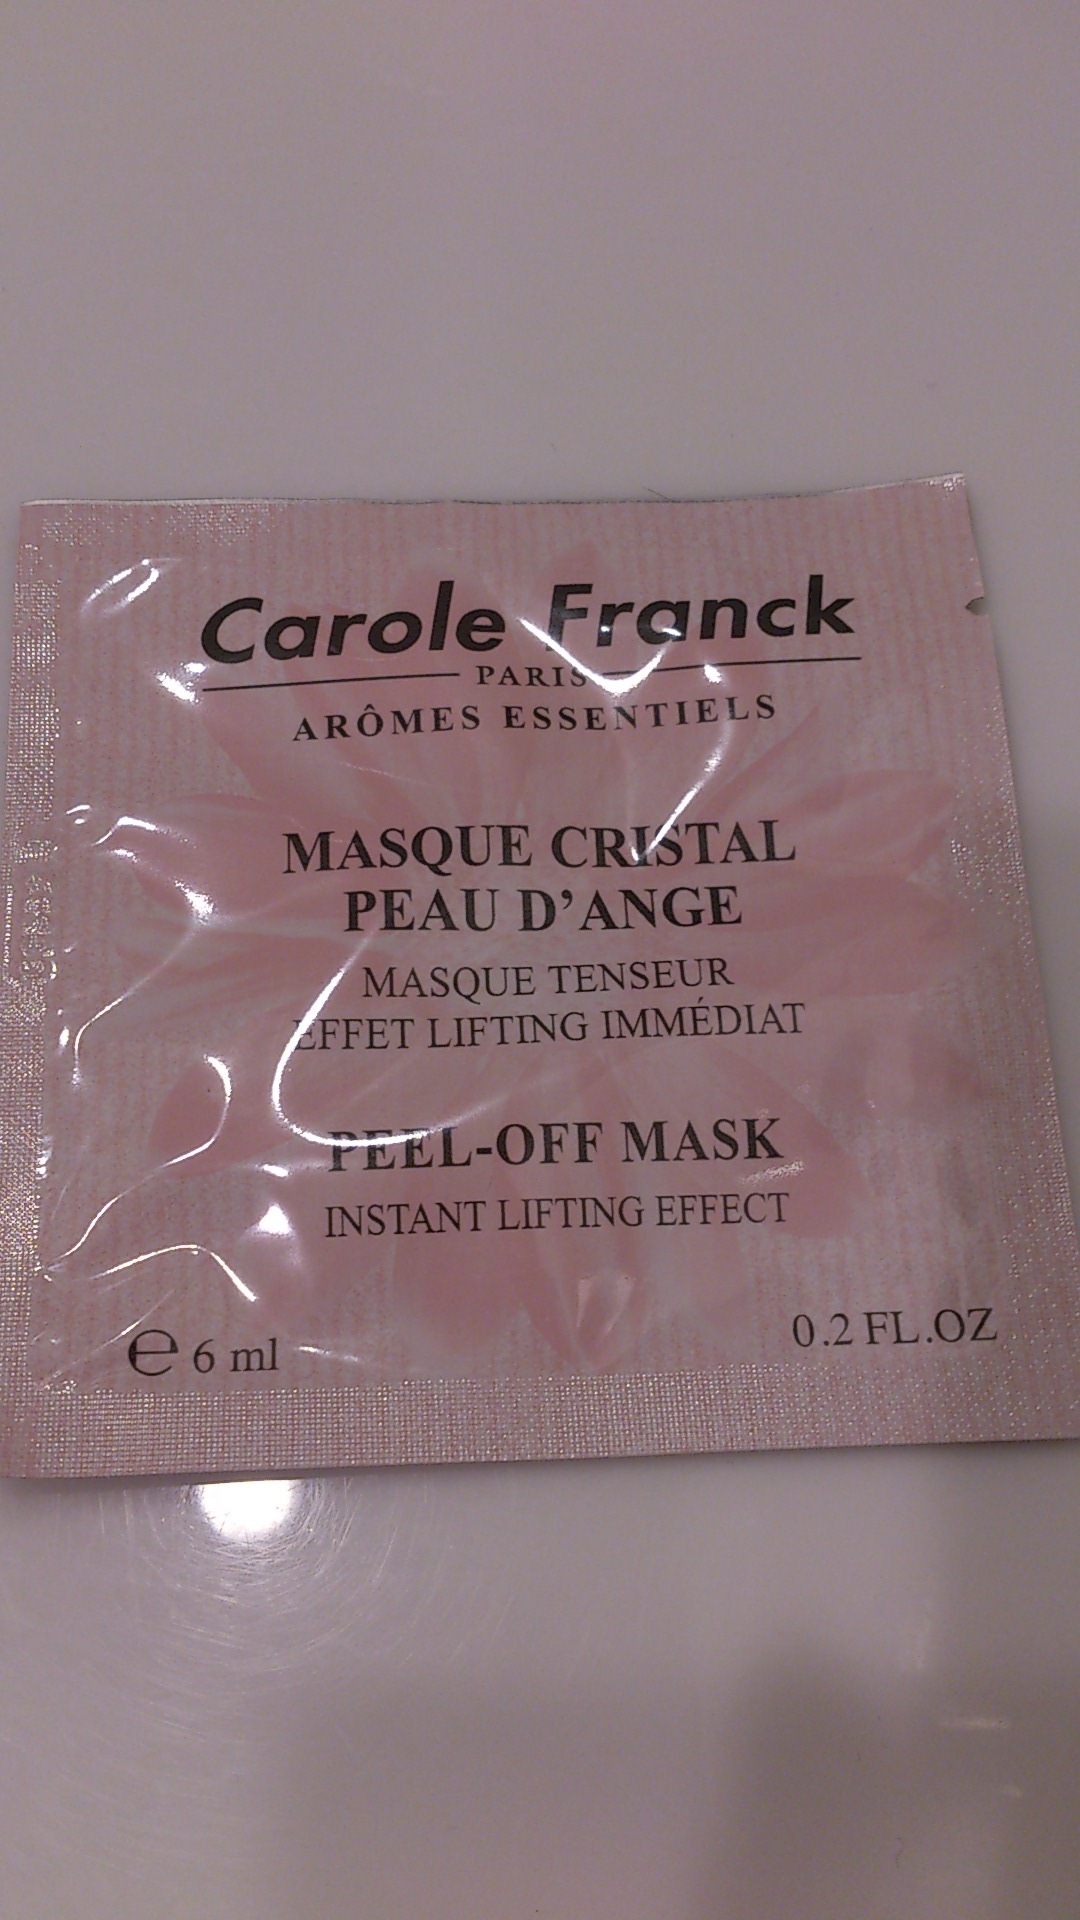 Carole Franck
PARIS
ARÔMES ESSENTIELS
MASQUE CRISTAL
PEAU D'ANGE
MASQUE TENSEUR
EFFET LIFTING IMMÉDIAT
PEEL-OFF MASK
INSTANT LIFTING EFFECT
℮ 6 ml
0.2 FL.OZ